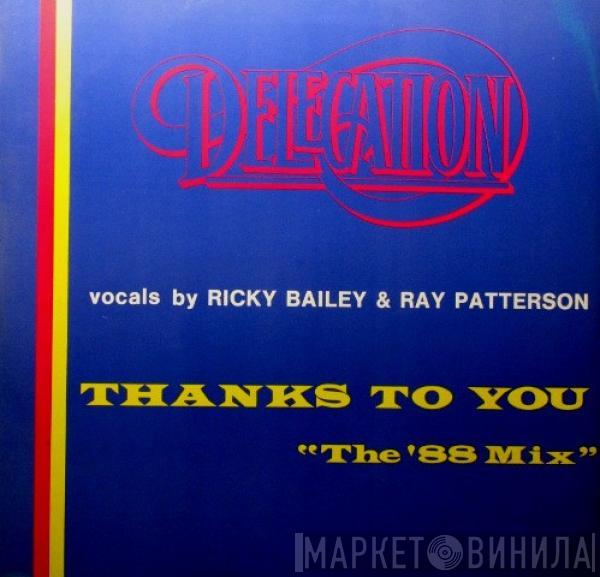 DELEGATION
vocals by RICKY BAILEY & RAY PATTERSON
THANKS TO YOU
“The '88 Mix”
МАРКЕТ ВИНИЛА